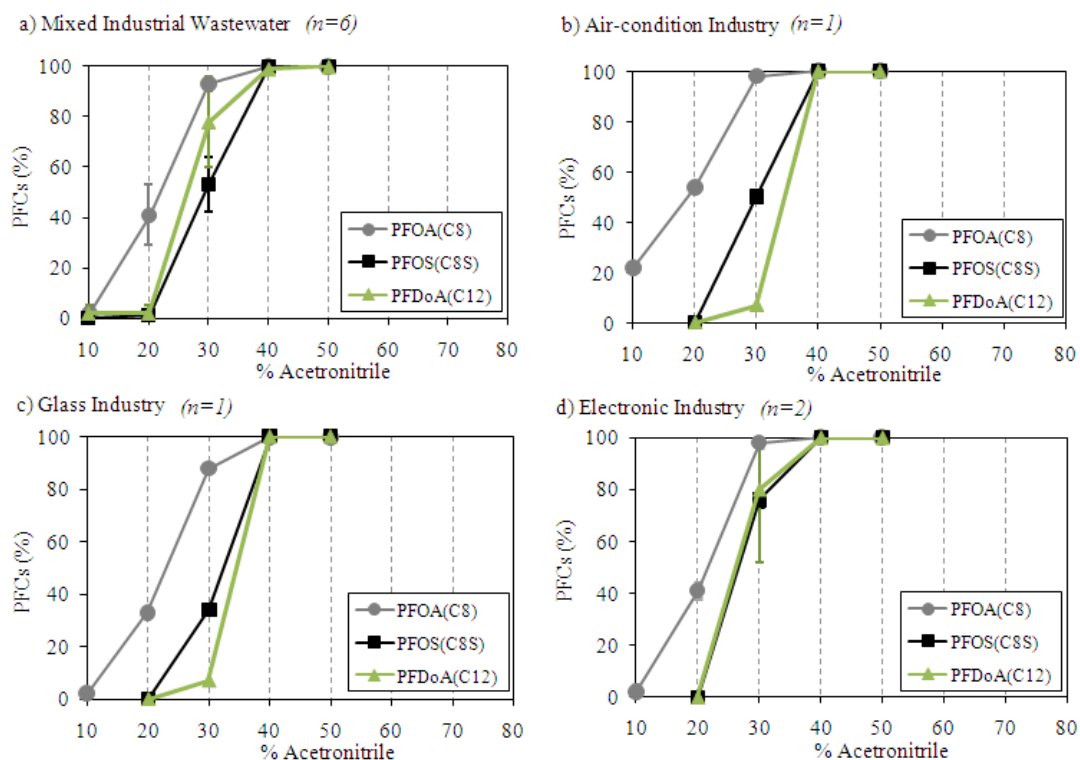 a) Mixed Industrial Wastewater (n=6)
PFCs (%)
100
80
60
40
20
0
PFOA(C8)
PFOS(C8S)
PFDoA(C12)
10 20 30 40 50 60 70 80
% Acetronitrile
b) Air-condition Industry (n=1)
PFCs (%)
100
80
60
40
20
0
PFOA(C8)
PFOS(C8S)
PFDoA(C12)
10 20 30 40 50 60 70 80
% Acetronitrile
c) Glass Industry (n=1)
PFCs (%)
100
80
60
40
20
0
PFOA(C8)
PFOS(C8S)
PFDoA(C12)
10 20 30 40 50 60 70 80
% Acetronitrile
d) Electronic Industry (n=2)
PFCs (%)
100
80
60
40
20
0
PFOA(C8)
PFOS(C8S)
PFDoA(C12)
10 20 30 40 50 60 70 80
% Acetronitrile